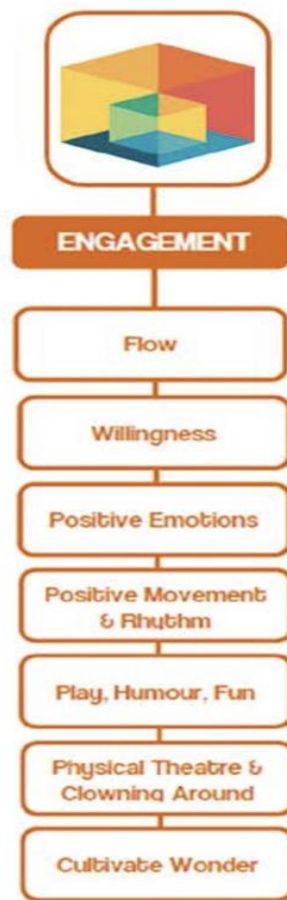 ENGAGEMENT
Flow
Willingness
Positive Emotions
Positive Movement
& Rhythm
Play, Humour, Fun
Physical Theatre &
Clowning Around
Cultivate Wonder